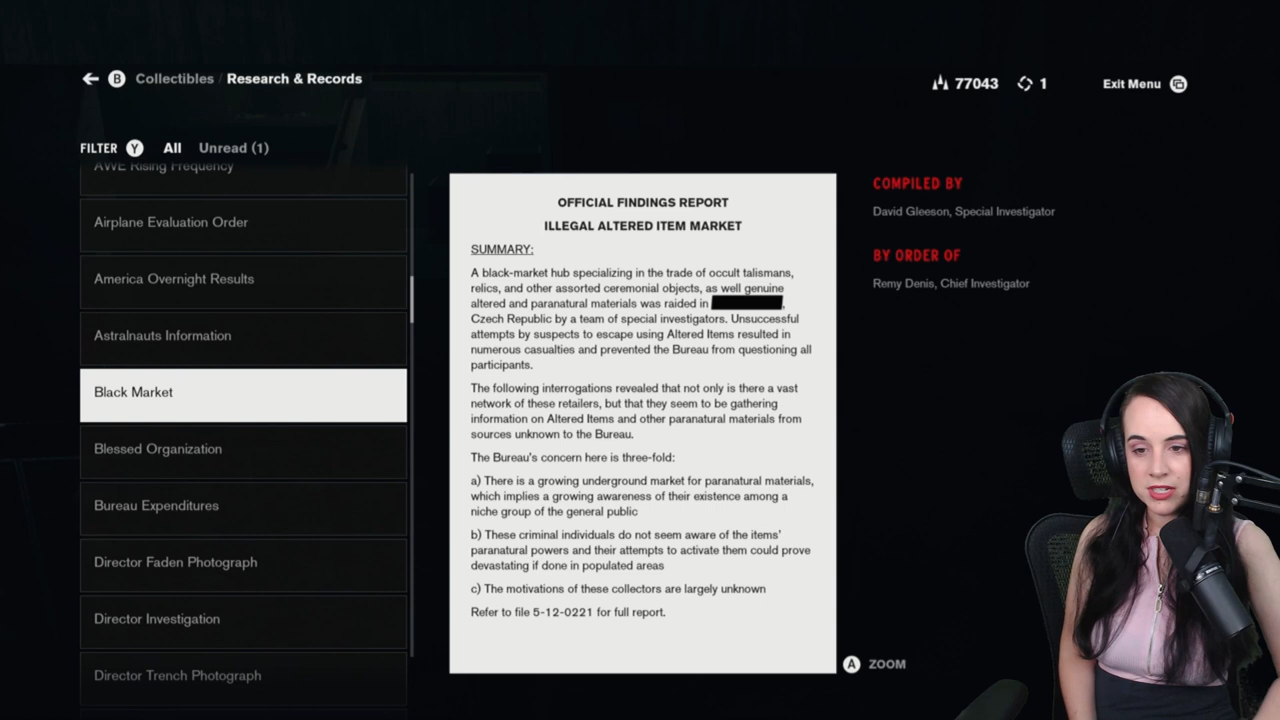 B Collectibles / Research & Records
77043
1
Exit Menu
FILTER Y All Unread (1)
AWE Rising Frequency
Airplane Evaluation Order
America Overnight Results
Astralnauts Information
Black Market
Blessed Organization
Bureau Expenditures
Director Faden Photograph
Director Investigation
Director Trench Photograph
OFFICIAL FINDINGS REPORT
ILLEGAL ALTERED ITEM MARKET
SUMMARY:
A black-market hub specializing in the trade of occult talismans,
relics, and other assorted ceremonial objects, as well genuine
altered and paranatural materials was raided in ,
Czech Republic by a team of special investigators. Unsuccessful
attempts by suspects to escape using Altered Items resulted in
numerous casualties and prevented the Bureau from questioning all
participants.
The following interrogations revealed that not only is there a vast
network of these retailers, but that they seem to be gathering
information on Altered Items and other paranatural materials from
sources unknown to the Bureau.
The Bureau's concern here is three-fold:
a) There is a growing underground market for paranatural materials,
which implies a growing awareness of their existence among a
niche group of the general public
b) These criminal individuals do not seem aware of the items'
paranatural powers and their attempts to activate them could prove
devastating if done in populated areas
c) The motivations of these collectors are largely unknown
Refer to file 5-12-0221 for full report.
A ZOOM
COMPILED BY
David Gleeson, Special Investigator
BY ORDER OF
Remy Denis, Chief Investigator